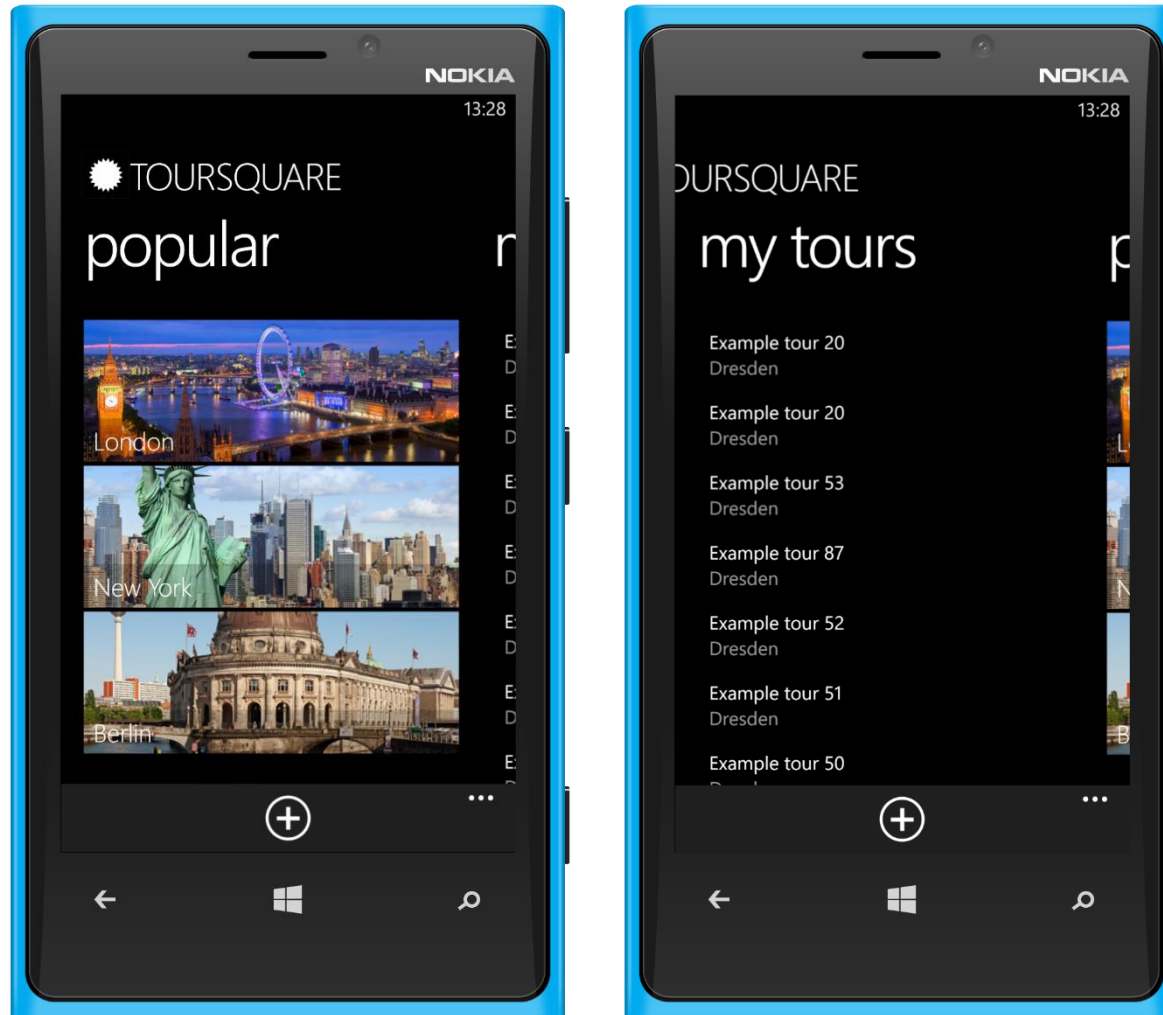 NOKIA
13:28
TOURSQUARE
popular
London
New York
Berlin
NOKIA
13:28
OURSQUARE
my tours
p
Example tour 20
Dresden
Example tour 20
Dresden
Example tour 53
Dresden
Example tour 87
Dresden
Example tour 52
Dresden
Example tour 51
Dresden
Example tour 50